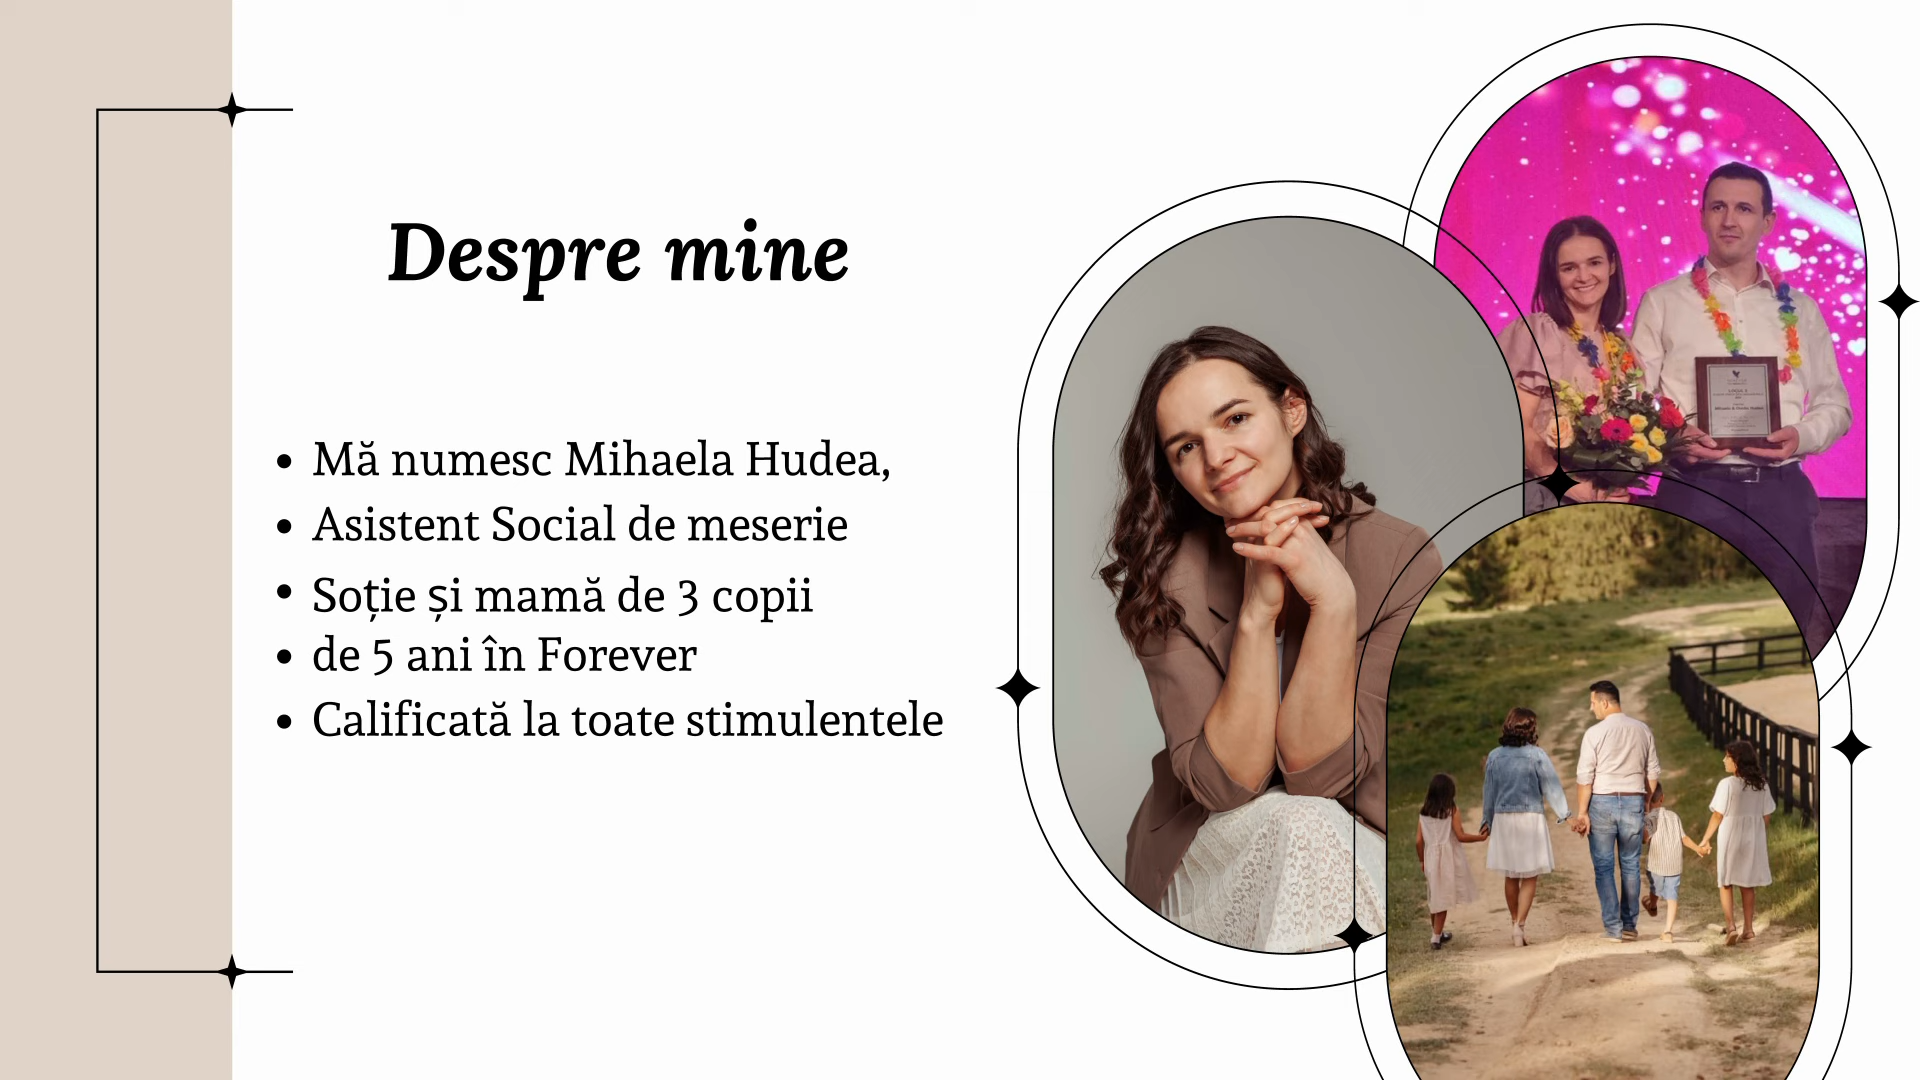 Despre mine
Mă numesc Mihaela Hudea,
Asistent Social de meserie
Soție și mamă de 3 copii
de 5 ani în Forever
Calificată la toate stimulentele